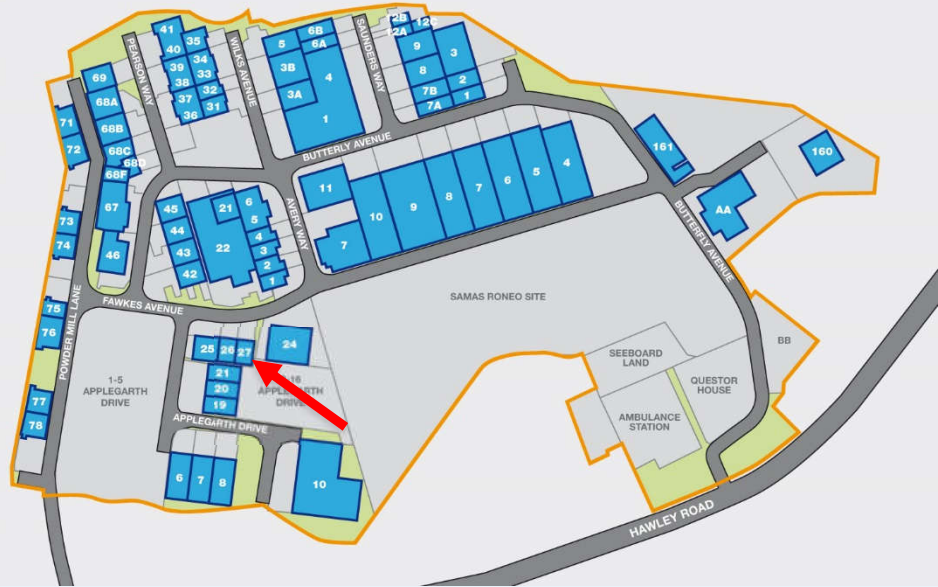 41
35
40
34
39
33
38
32
37
31
36
PEARSON WAY
WILKS AVENUE
5
6B
6A
3B
4
3A
1
SAUNDERS WAY
12B
12C
12A
9
3
8
2
7B
1
7A
69
68A
68B
68C
68D
68F
71
72
67
46
73
74
75
76
77
78
POWDER MILL LANE
BUTTERLY AVENUE
45
44
43
42
21
22
6
5
4
3
2
1
AVERY WAY
11
7
10
9
8
7
6
5
4
161
160
AA
BUTTERFLY AVENUE
FAWKES AVENUE
SAMAS RONEO SITE
25
26
27
24
21
20
19
1-5
APPLEGARTH
DRIVE
16
APPLEGARTH
DRIVE
APPLEGARTH DRIVE
6
7
8
10
SEEBOARD
LAND
BB
QUESTOR
HOUSE
AMBULANCE
STATION
HAWLEY ROAD